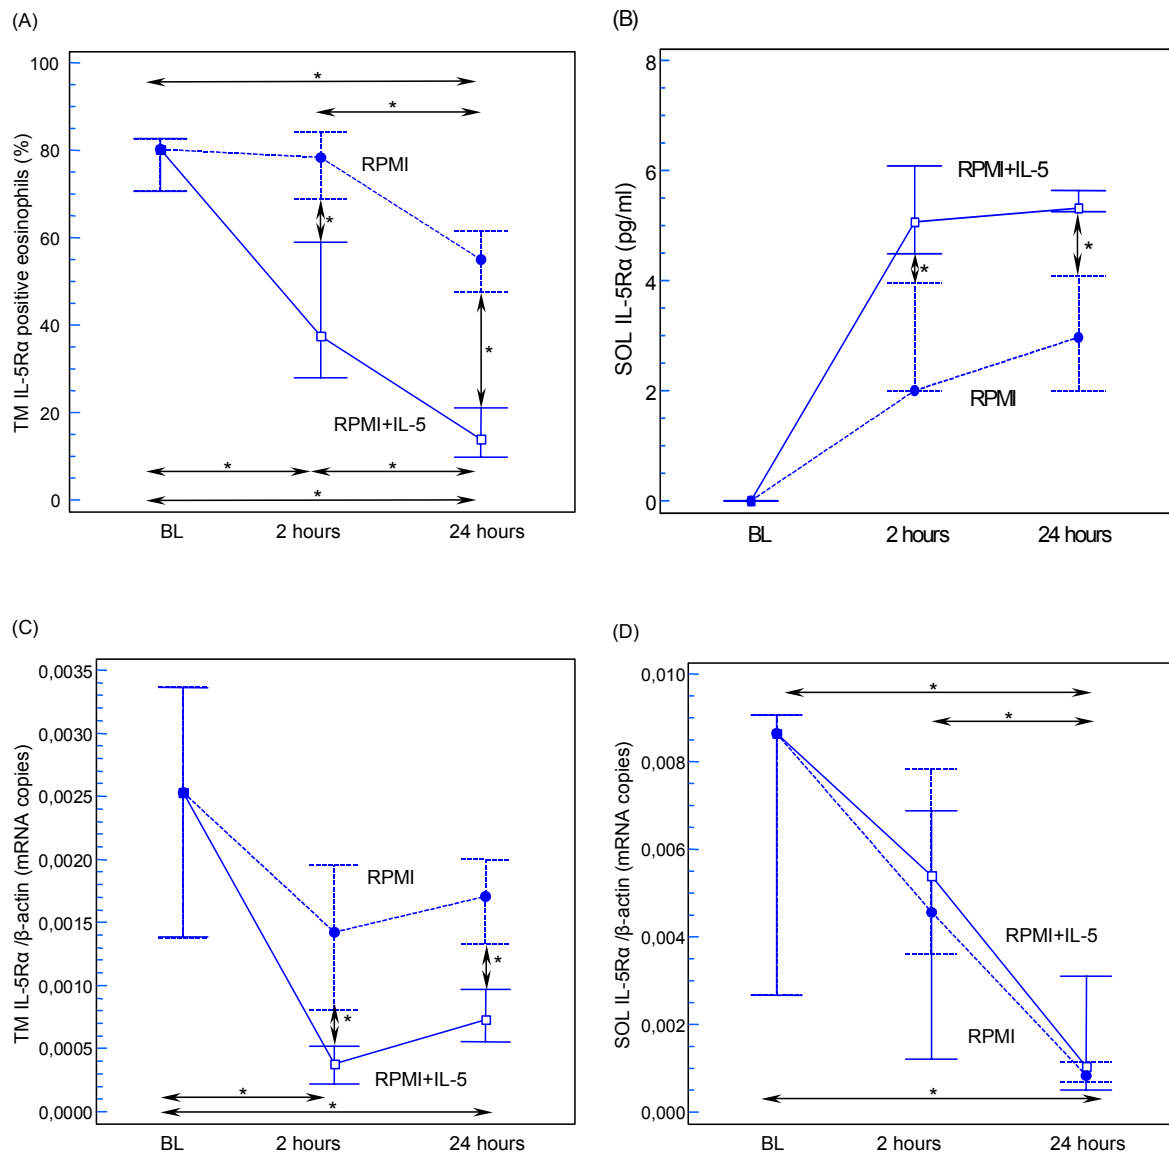 (A)
TM IL-5Rα positive eosinophils (%)
100
80
60
40
20
0
*
*
RPMI
*
*
RPMI+IL-5
*
*
*
BL
2 hours
24 hours
(B)
SOL IL-5Rα (pg/ml)
8
6
4
2
0
RPMI+IL-5
*
*
RPMI
BL
2 hours
24 hours
(C)
TM IL-5Rα /β-actin (mRNA copies)
0,0035
0,0030
0,0025
0,0020
0,0015
0,0010
0,0005
0,0000
RPMI
*
*
RPMI+IL-5
*
*
BL
2 hours
24 hours
(D)
SOL IL-5Rα /β-actin (mRNA copies)
0,010
0,008
0,006
0,004
0,002
0,000
*
*
RPMI+IL-5
RPMI
*
BL
2 hours
24 hours